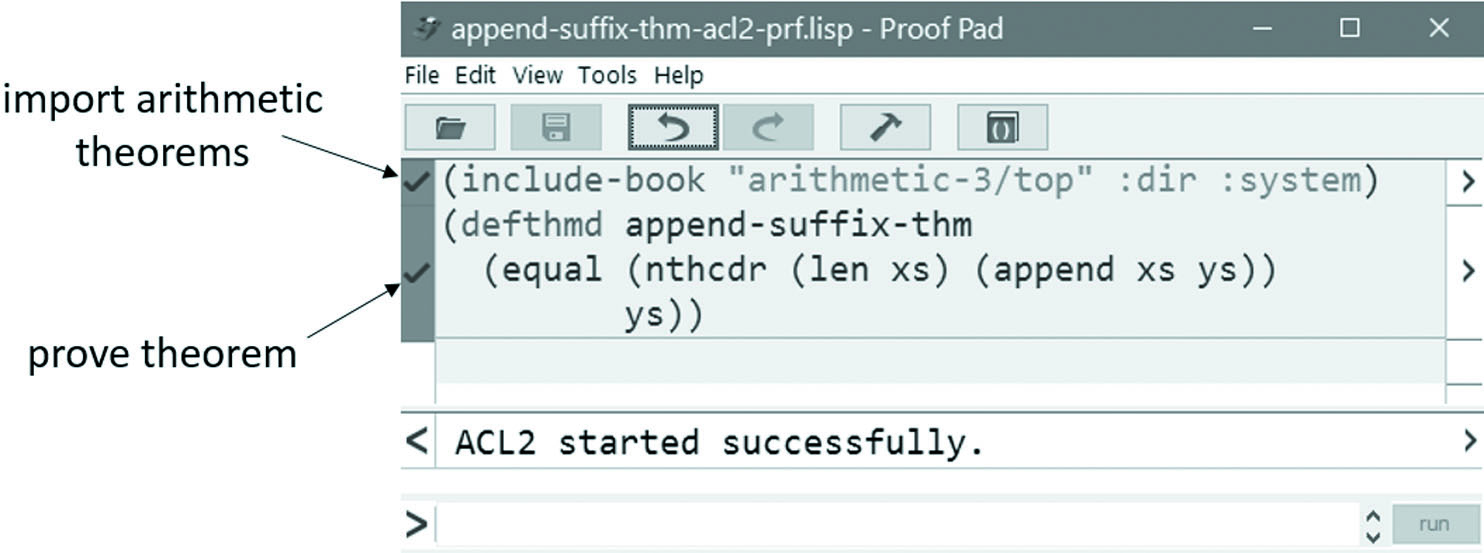 append-suffix-thm-acl2-prf.lisp - Proof Pad
File Edit View Tools Help
import arithmetic
theorems
(include-book "arithmetic-3/top" :dir :system)
(defthmd append-suffix-thm
(equal (nthcdr (len xs) (append xs ys))
ys))
prove theorem
< ACL2 started successfully. >
>
run